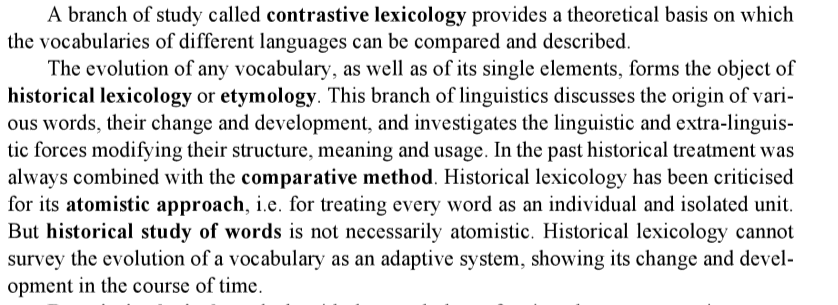 A branch of study called contrastive lexicology provides a theoretical basis on which
the vocabularies of different languages can be compared and described.
The evolution of any vocabulary, as well as of its single elements, forms the object of
historical lexicology or etymology. This branch of linguistics discusses the origin of vari-
ous words, their change and development, and investigates the linguistic and extra-linguis-
tic forces modifying their structure, meaning and usage. In the past historical treatment was
always combined with the comparative method. Historical lexicology has been criticised
for its atomistic approach, i.e. for treating every word as an individual and isolated unit.
But historical study of words is not necessarily atomistic. Historical lexicology cannot
survey the evolution of a vocabulary as an adaptive system, showing its change and devel-
opment in the course of time.